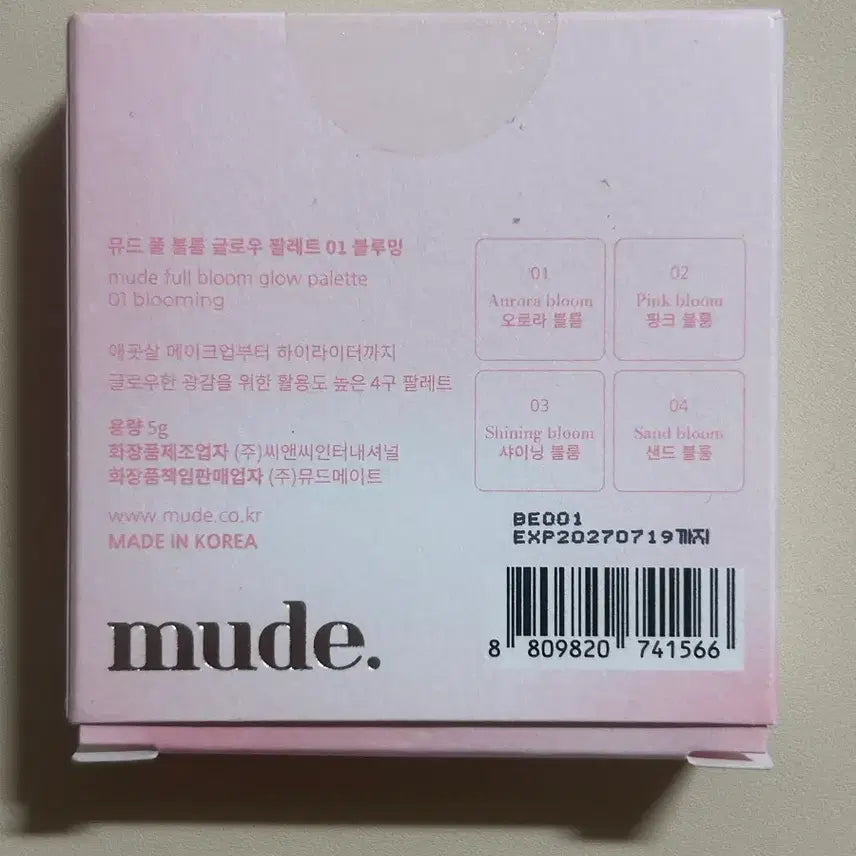 뮤드 풀 블룸 글로우 팔레트 01 블루밍
mude full bloom glow palette
01 blooming
애굣살 메이크업부터 하이라이터까지
글로우한 광감을 위한 활용도 높은 4구 팔레트
용량 5g
화장품제조업자 (주)씨앤씨인터내셔널
화장품책임판매업자 (주)뮤드메이트
www.mude.co.kr
MADE IN KOREA
mude.
01
Aurora bloom
오로라 블룸
02
Pink bloom
핑크 블룸
03
Shining bloom
샤이닝 블룸
04
Sand bloom
샌드 블룸
BE001
EXP20270719까지
8 809820 741566